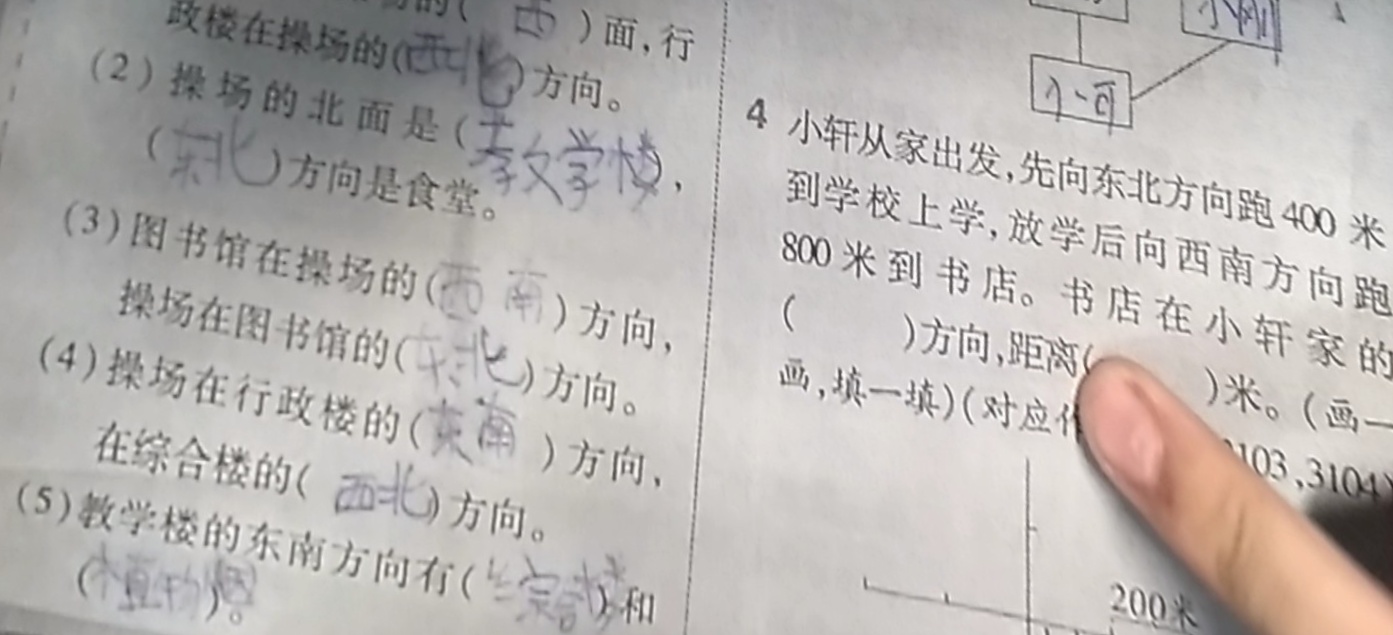 的( 西 )面,行
政楼在操场的(西北)方向。
(2)操场的北面是(教学楼),
(东北)方向是食堂。
(3)图书馆在操场的(西南)方向,
操场在图书馆的(东北)方向。
(4)操场在行政楼的(东南)方向,
在综合楼的(西北)方向。
(5)教学楼的东南方向有(综合楼)和
(植物园)。
小刚
小可
4 小轩从家出发,先向东北方向跑400米
到学校上学,放学后向西南方向跑
800米到书店。书店在小轩家的
( )方向,距离( )米。(画一
画,填一填)(对应
103,3104)
200米